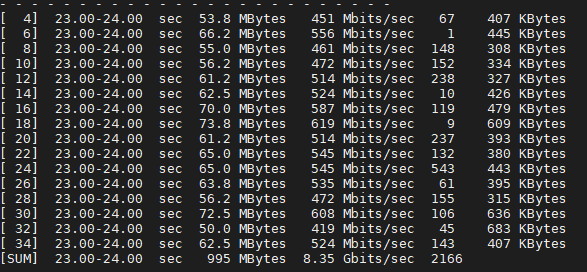 - - - - - - - - - - - - - - - - - - - - - - - - -
[  4]  23.00-24.00  sec  53.8 MBytes   451 Mbits/sec   67    407 KBytes
[  6]  23.00-24.00  sec  66.2 MBytes   556 Mbits/sec    1    445 KBytes
[  8]  23.00-24.00  sec  55.0 MBytes   461 Mbits/sec  148    308 KBytes
[ 10]  23.00-24.00  sec  56.2 MBytes   472 Mbits/sec  152    334 KBytes
[ 12]  23.00-24.00  sec  61.2 MBytes   514 Mbits/sec  238    327 KBytes
[ 14]  23.00-24.00  sec  62.5 MBytes   524 Mbits/sec   10    426 KBytes
[ 16]  23.00-24.00  sec  70.0 MBytes   587 Mbits/sec  119    479 KBytes
[ 18]  23.00-24.00  sec  73.8 MBytes   619 Mbits/sec    9    609 KBytes
[ 20]  23.00-24.00  sec  61.2 MBytes   514 Mbits/sec  237    393 KBytes
[ 22]  23.00-24.00  sec  65.0 MBytes   545 Mbits/sec  132    380 KBytes
[ 24]  23.00-24.00  sec  65.0 MBytes   545 Mbits/sec  543    443 KBytes
[ 26]  23.00-24.00  sec  63.8 MBytes   535 Mbits/sec   61    395 KBytes
[ 28]  23.00-24.00  sec  56.2 MBytes   472 Mbits/sec  155    315 KBytes
[ 30]  23.00-24.00  sec  72.5 MBytes   608 Mbits/sec  106    636 KBytes
[ 32]  23.00-24.00  sec  50.0 MBytes   419 Mbits/sec   45    683 KBytes
[ 34]  23.00-24.00  sec  62.5 MBytes   524 Mbits/sec  143    407 KBytes
[SUM]  23.00-24.00  sec   995 MBytes  8.35 Gbits/sec  2166